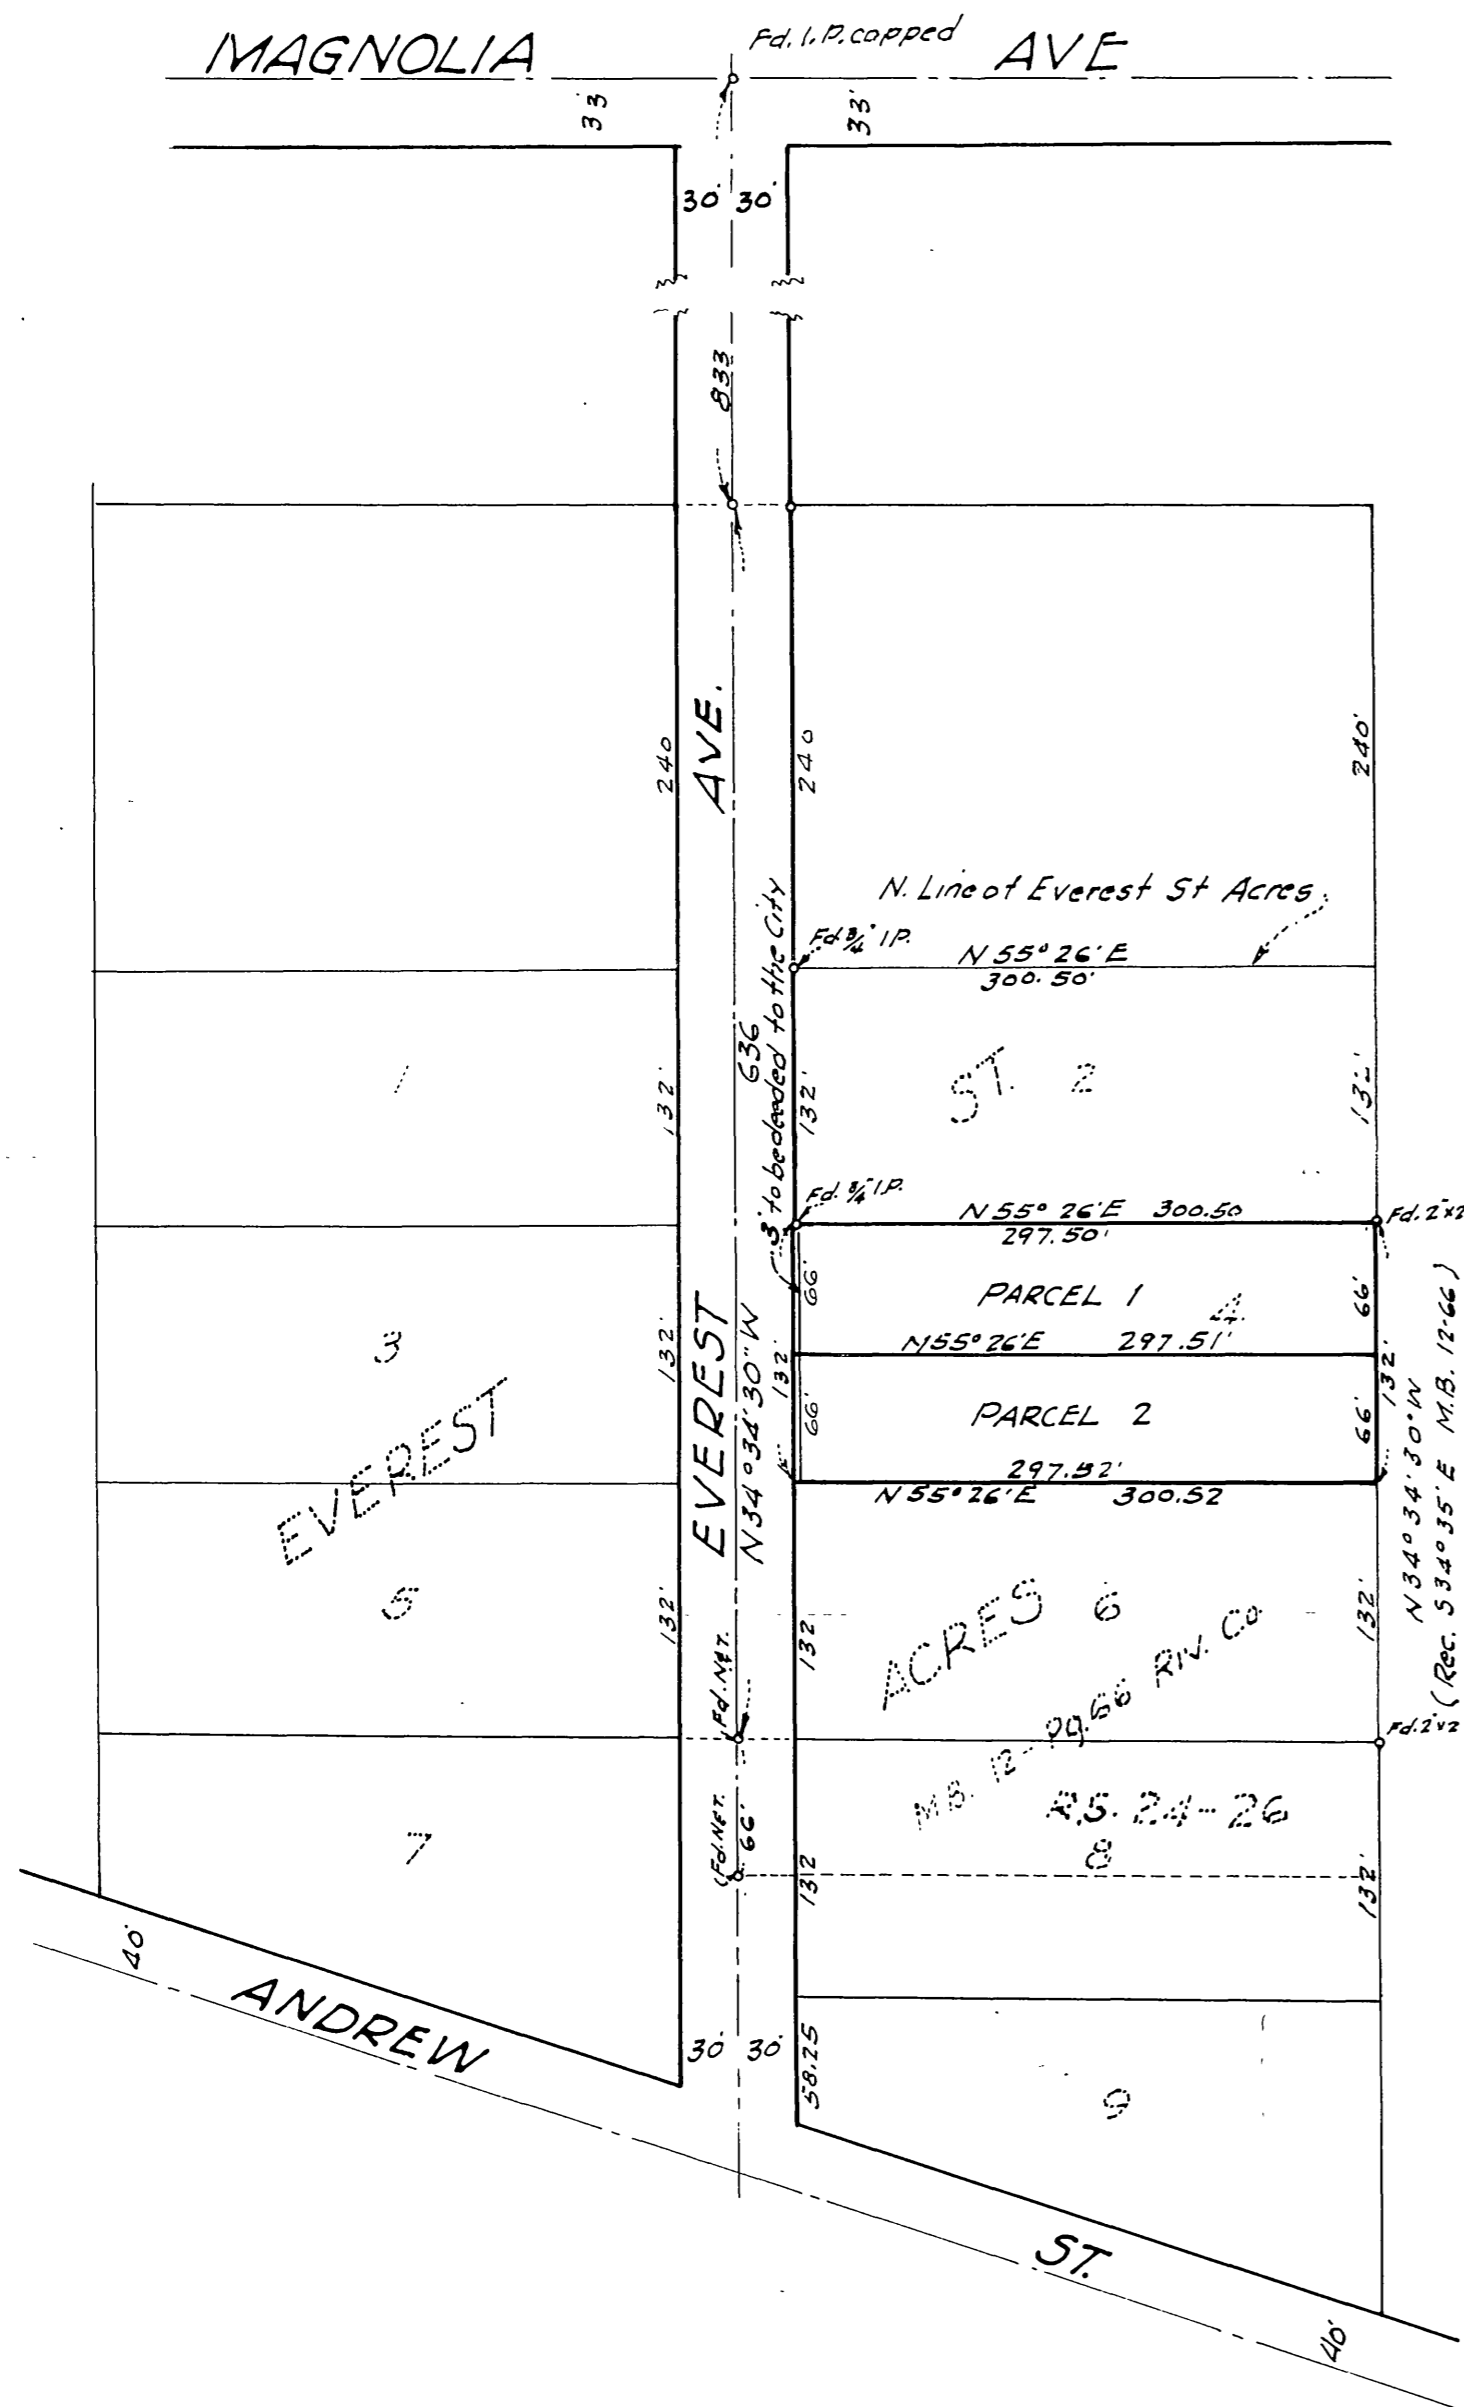 MAGNOLIA AVE
Fd. I.P. capped
33
33'
30' 30'
833
240
AVE.
240
240'
N. Line of Everest St Acres
Fd. 3/4" I.P.
N 55° 26' E
300.50'
636
3' to be deeded to the City
1
132'
132'
ST. 2
132'
Fd. 3/4" I.P.
N 55° 26' E 300.50
Fd. 2"x2"
297.50'
66'
PARCEL 1
4
66'
3
132'
EVEREST
N 34° 34' 30" W
132'
N 55° 26' E 297.51'
132'
N 34° 34' 30" W
(Rec. S 34° 35' E M.B. 12-66)
66'
PARCEL 2
66'
297.52'
N 55° 26' E 300.52
EVEREST
5
132'
132
ACRES 6
132'
M.B. 12-pg. 66 RIV. CO
Fd. 2"x2"
7
66'
132
R.S. 24-26
8
132'
40'
ANDREW
30' 30'
58.25
9
ST.
40'